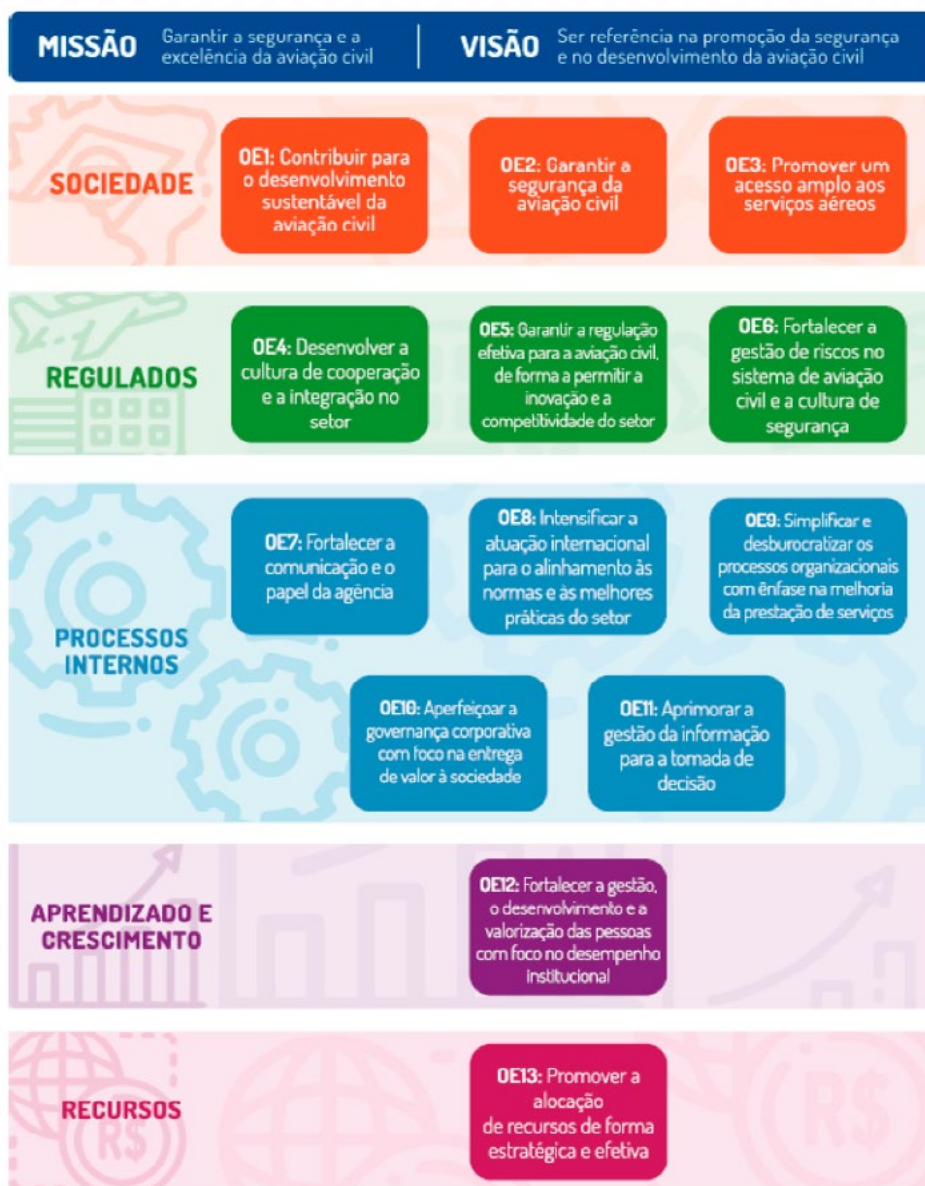 MISSÃO
Garantir a segurança e a
excelência da aviação civil
VISÃO
Ser referência na promoção da segurança
e no desenvolvimento da aviação civil
SOCIEDADE
OE1: Contribuir para
o desenvolvimento
sustentável da
aviação civil
OE2: Garantir a
segurança da
aviação civil
OE3: Promover um
acesso amplo aos
serviços aéreos
REGULADOS
OE4: Desenvolver a
cultura de cooperação
e a integração no
setor
OE5: Garantir a regulação
efetiva para a aviação civil,
de forma a permitir a
inovação e a
competitividade do setor
OE6: Fortalecer a
gestão de riscos no
sistema de aviação
civil e a cultura de
segurança
PROCESSOS
INTERNOS
OE7: Fortalecer a
comunicação e o
papel da agência
OE8: Intensificar a
atuação internacional
para o alinhamento às
normas e às melhores
práticas do setor
OE9: Simplificar e
desburocratizar os
processos organizacionais
com ênfase na melhoria
da prestação de serviços
OE10: Aperfeiçoar a
governança corporativa
com foco na entrega
de valor à sociedade
OE11: Aprimorar a
gestão da informação
para a tomada de
decisão
APRENDIZADO E
CRESCIMENTO
OE12: Fortalecer a gestão,
o desenvolvimento e a
valorização das pessoas
com foco no desempenho
institucional
RECURSOS
R$
OE13: Promover a
alocação
de recursos de forma
estratégica e efetiva
R$